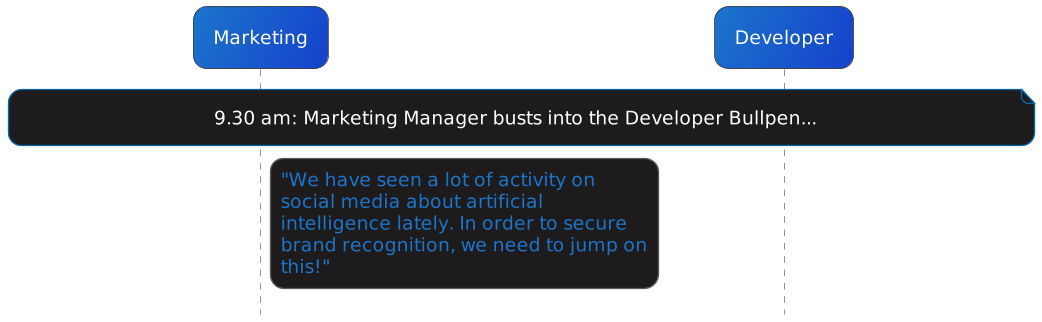 Marketing
Developer
9.30 am: Marketing Manager busts into the Developer Bullpen...
"We have seen a lot of activity on
social media about artificial
intelligence lately. In order to secure
brand recognition, we need to jump on
this!"